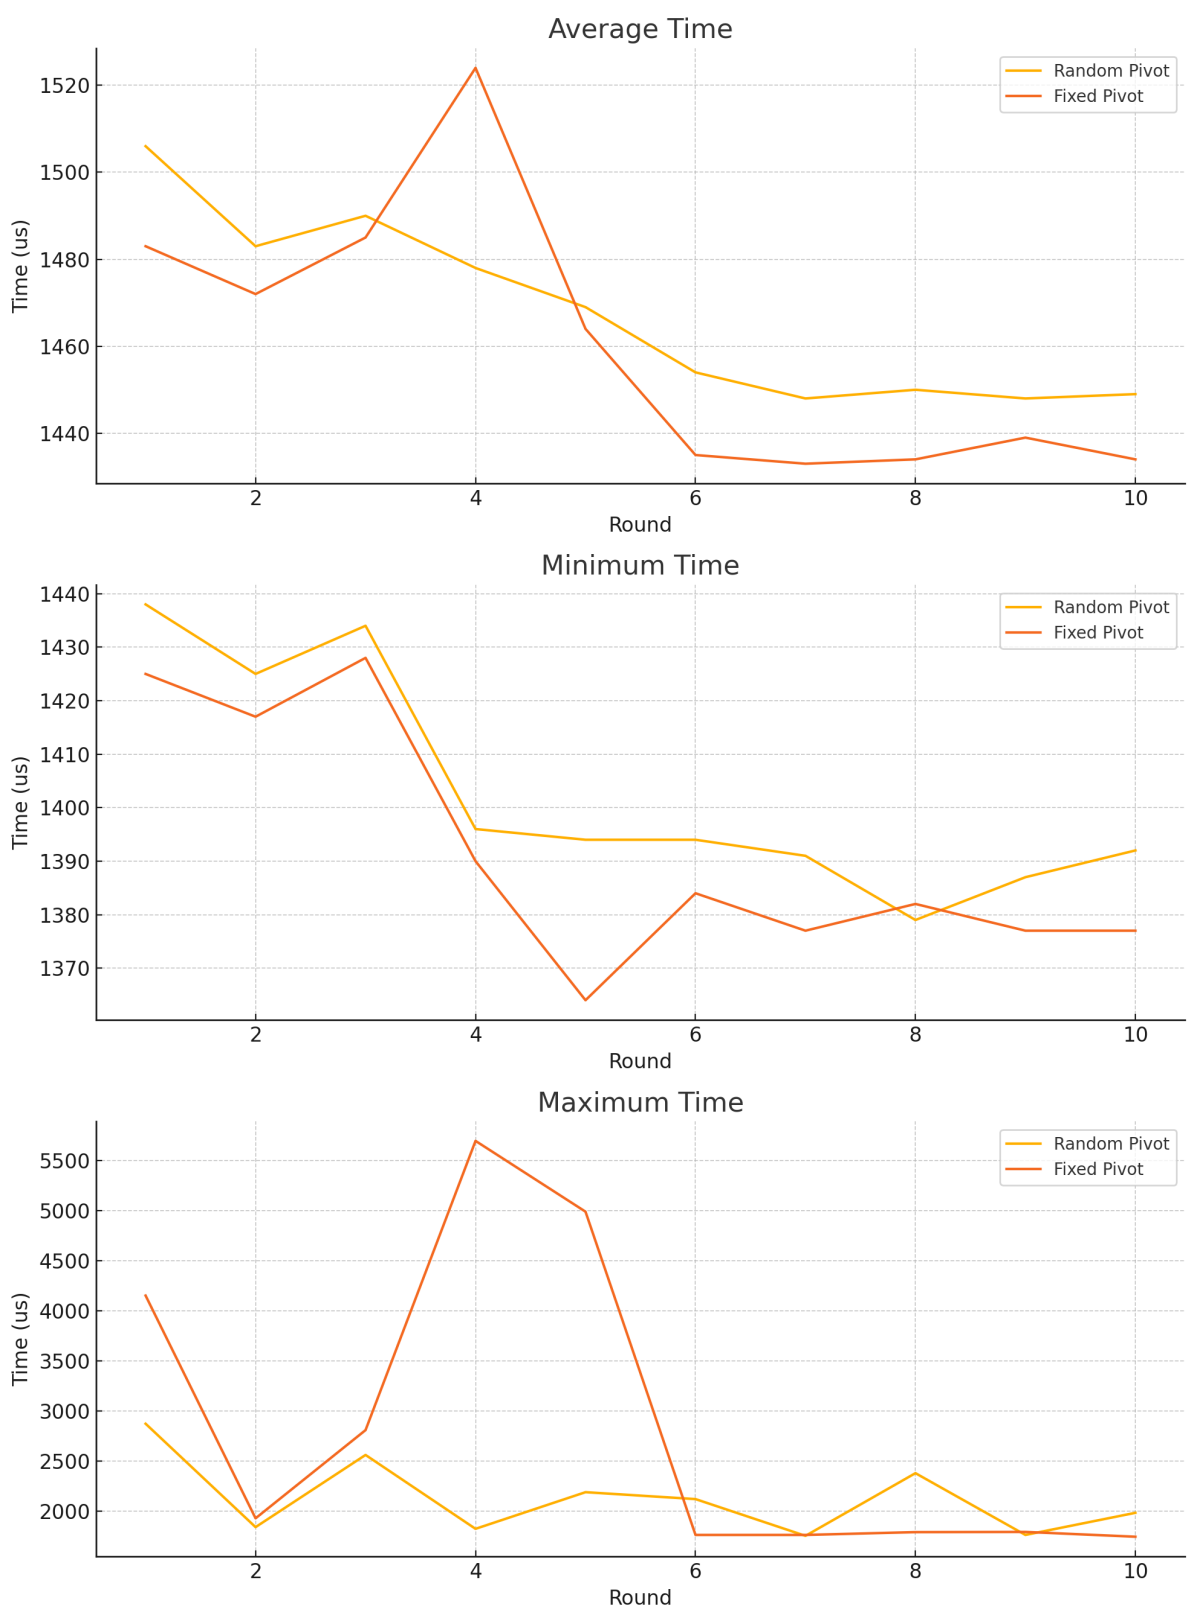 Average Time
Time (us)
1520
1500
1480
1460
1440
Random Pivot
Fixed Pivot
2 4 6 8 10
Round
Minimum Time
Time (us)
1440
1430
1420
1410
1400
1390
1380
1370
Random Pivot
Fixed Pivot
2 4 6 8 10
Round
Maximum Time
Time (us)
5500
5000
4500
4000
3500
3000
2500
2000
Random Pivot
Fixed Pivot
2 4 6 8 10
Round